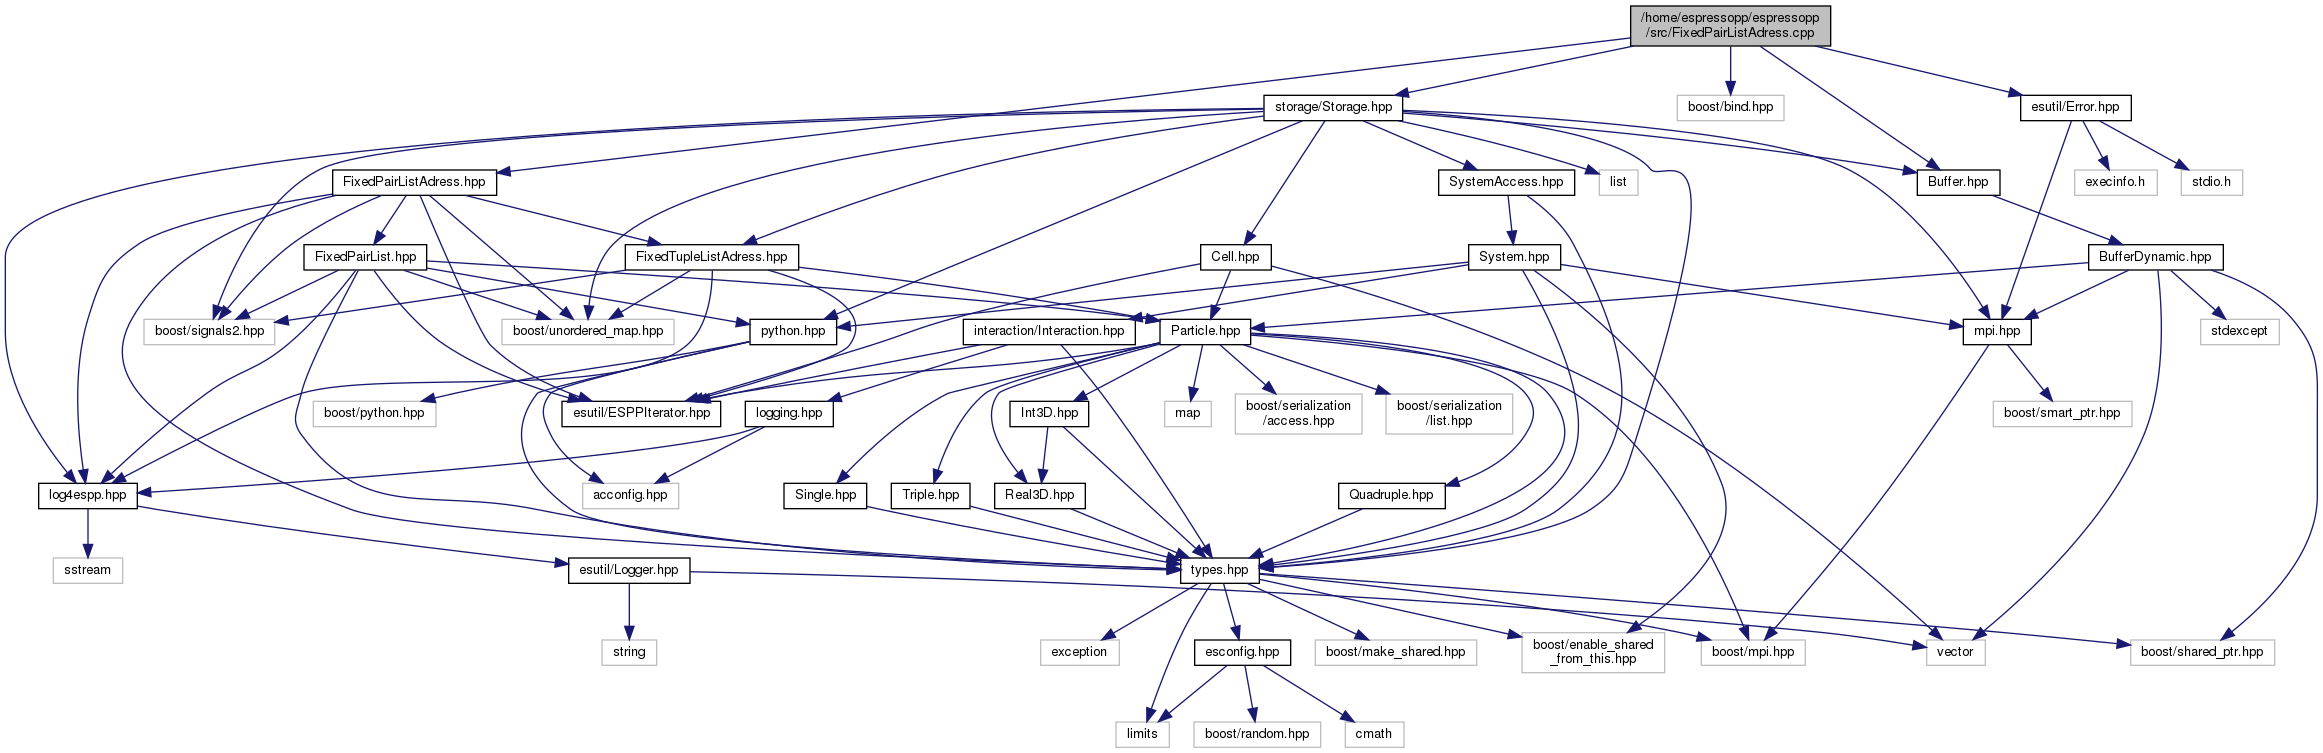 /home/espressopp/espressopp
/src/FixedPairListAdress.cpp
storage/Storage.hpp
boost/bind.hpp
esutil/Error.hpp
FixedPairListAdress.hpp
SystemAccess.hpp
list
Buffer.hpp
execinfo.h
stdio.h
FixedPairList.hpp
FixedTupleListAdress.hpp
Cell.hpp
System.hpp
BufferDynamic.hpp
boost/signals2.hpp
boost/unordered_map.hpp
python.hpp
interaction/Interaction.hpp
Particle.hpp
mpi.hpp
stdexcept
boost/python.hpp
esutil/ESPPIterator.hpp
logging.hpp
Int3D.hpp
map
boost/serialization
/access.hpp
boost/serialization
/list.hpp
boost/smart_ptr.hpp
log4espp.hpp
acconfig.hpp
Single.hpp
Triple.hpp
Real3D.hpp
Quadruple.hpp
sstream
esutil/Logger.hpp
types.hpp
string
exception
esconfig.hpp
boost/make_shared.hpp
boost/enable_shared
_from_this.hpp
boost/mpi.hpp
vector
boost/shared_ptr.hpp
limits
boost/random.hpp
cmath